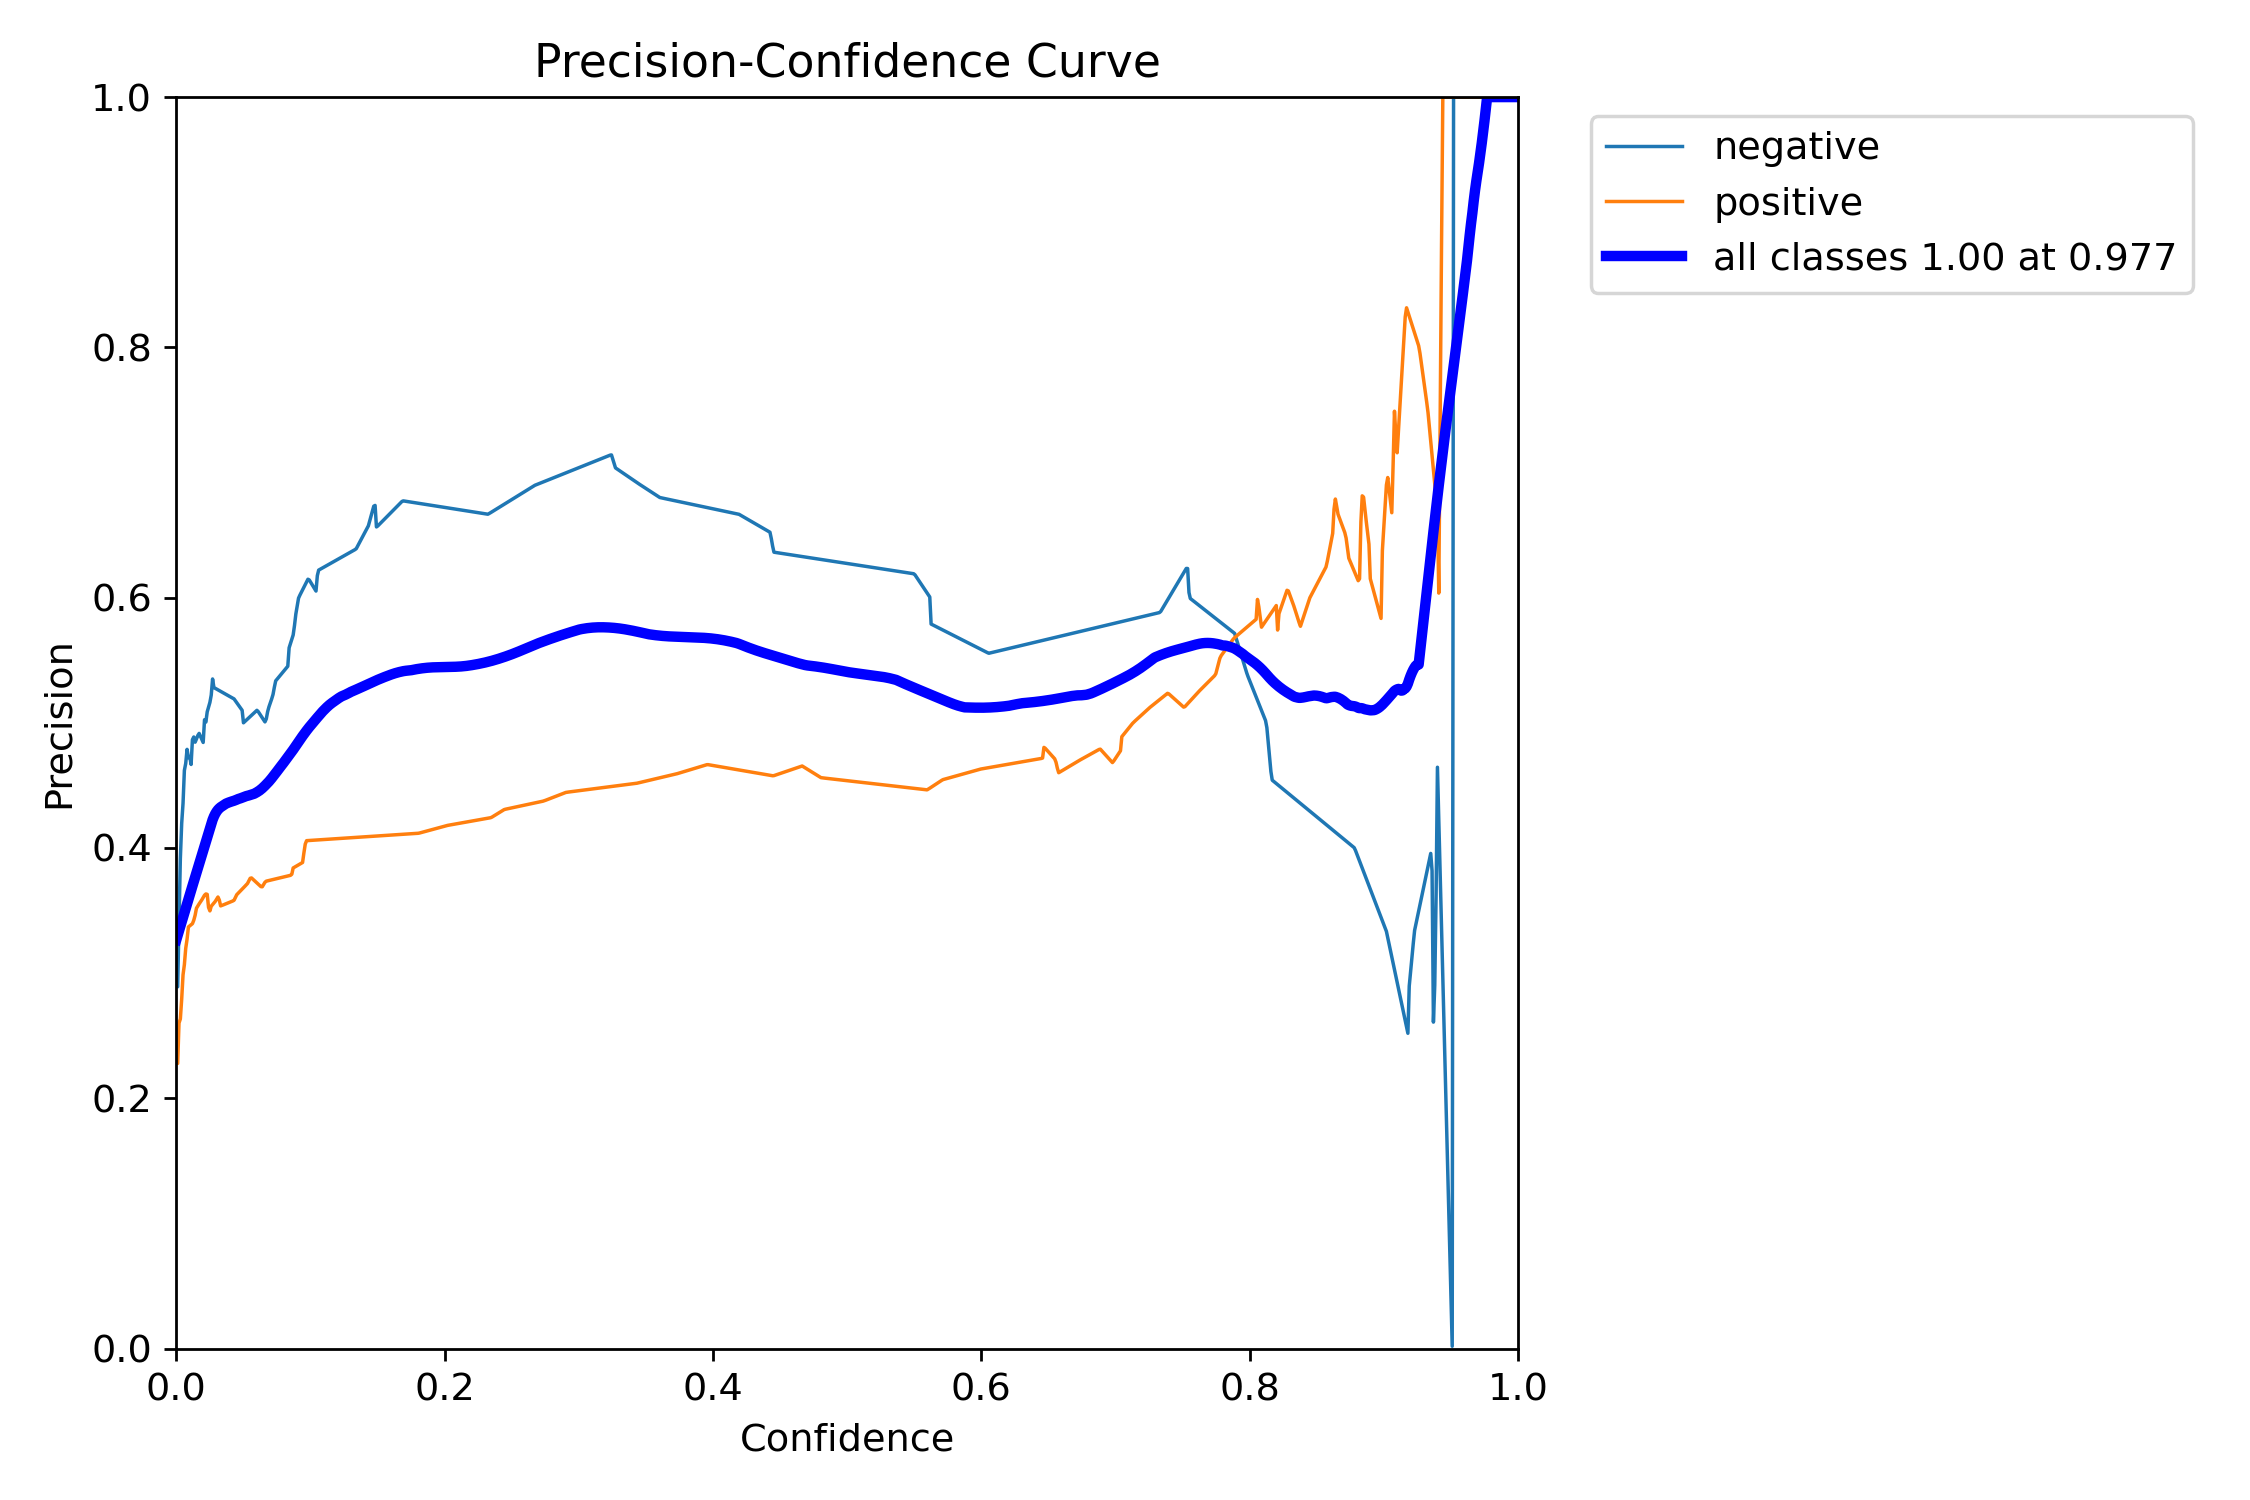 Precision-Confidence Curve
1.0
0.8
0.6
0.4
0.2
0.0
Precision
0.0 0.2 0.4 0.6 0.8 1.0
Confidence
negative
positive
all classes 1.00 at 0.977